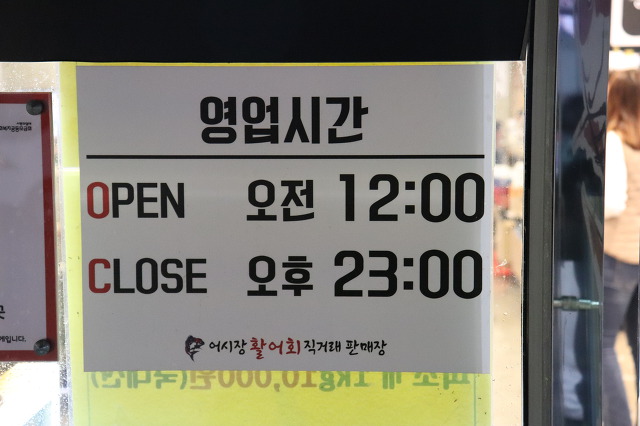 영업시간
OPEN 오전 12:00
CLOSE 오후 23:00
어시장 활어회 직거래 판매장